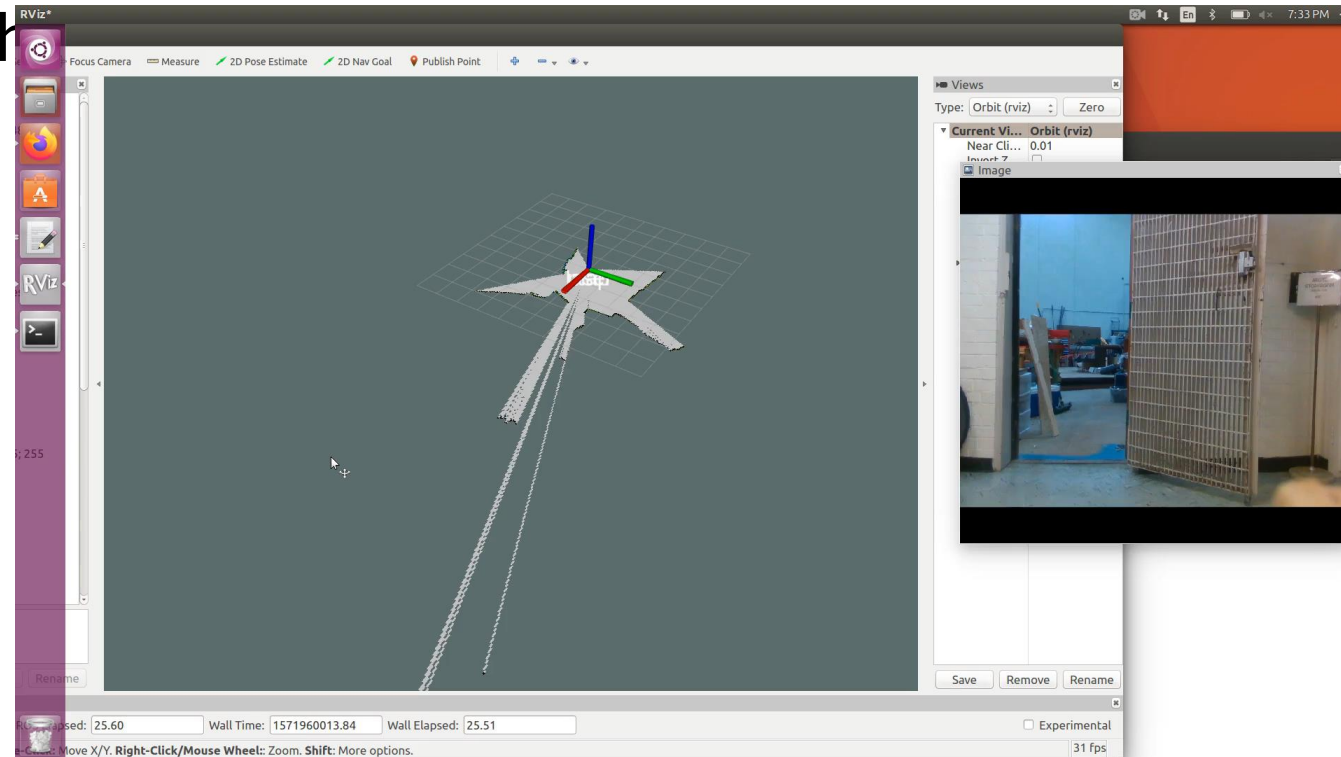 RViz*
En
7:33 PM
Focus Camera
Measure
2D Pose Estimate
2D Nav Goal
Publish Point
Views
Type: Orbit (rviz)
Zero
Current Vi... Orbit (rviz)
Near Cli... 0.01
Invert Z
Image
RViz
; 255
Rename
Save
Remove
Rename
psed: 25.60
Wall Time: 1571960013.84
Wall Elapsed: 25.51
Experimental
Move X/Y. Right-Click/Mouse Wheel:: Zoom. Shift: More options.
31 fps